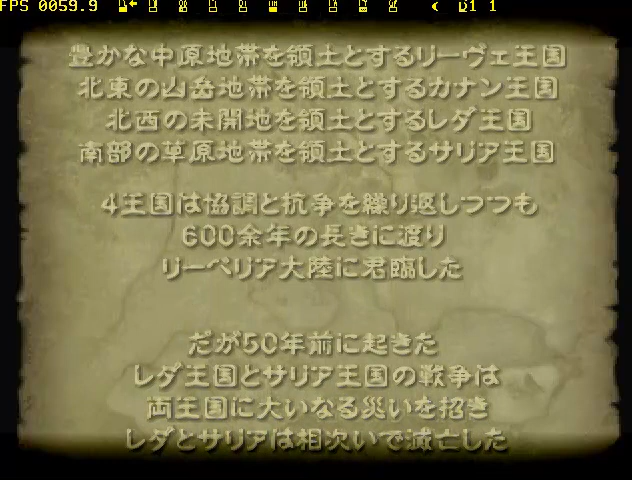 FPS 0059.9
D1 1
豊かな中原地帯を領土とするリーヴェ王国
北東の山岳地帯を領土とするカナン王国
北西の未開地を領土とするレダ王国
南部の草原地帯を領土とするサリア王国
4王国は協調と抗争を繰り返しつつも
600余年の長きに渡り
リーベリア大陸に君臨した
だが50年前に起きた
レダ王国とサリア王国の戦争は
両王国に大いなる災いを招き
レダとサリアは相次いで滅亡した